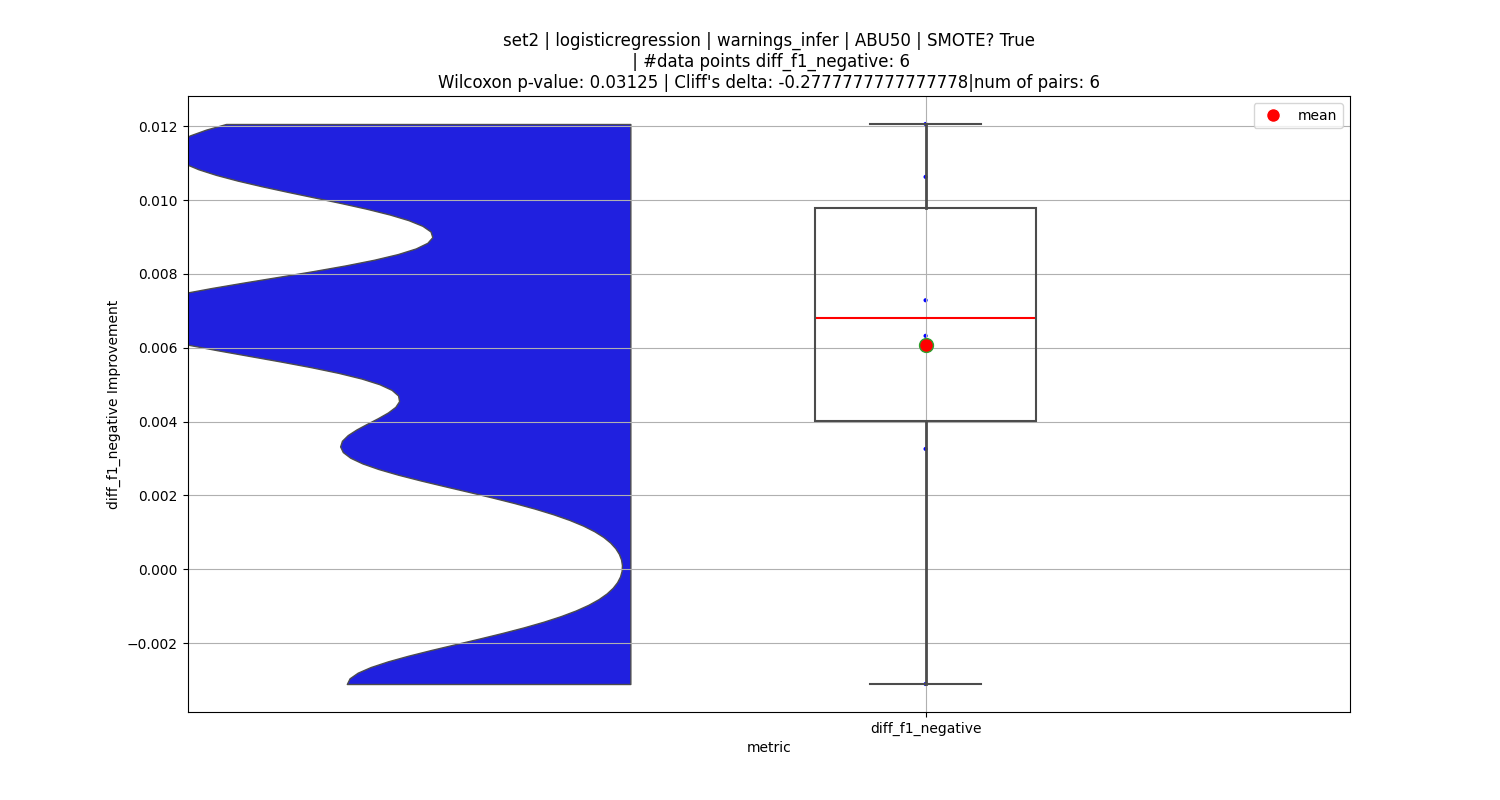 set2 | logisticregression | warnings_infer | ABU50 | SMOTE? True
| #data points diff_f1_negative: 6
Wilcoxon p-value: 0.03125 | Cliff's delta: -0.2777777777777778|num of pairs: 6
mean
0.012
0.010
0.008
0.006
0.004
0.002
0.000
−0.002
diff_f1_negative Improvement
diff_f1_negative
metric